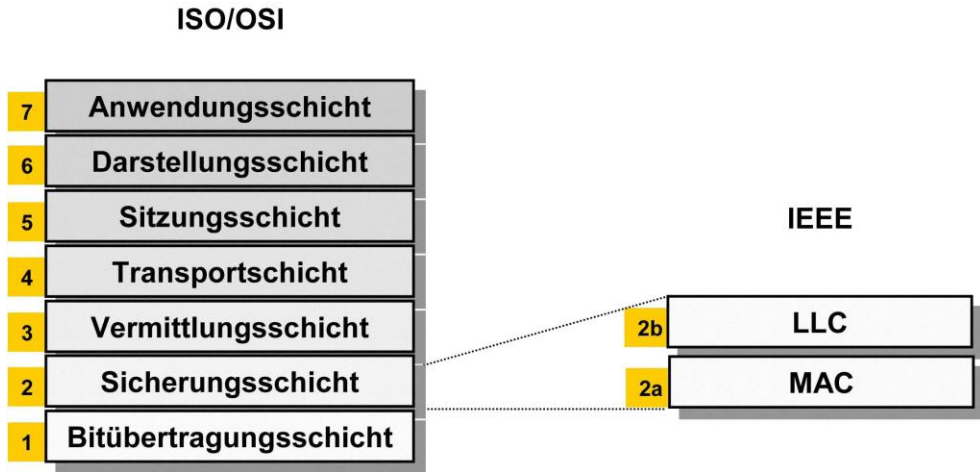 ISO/OSI
7 Anwendungsschicht
6 Darstellungsschicht
5 Sitzungsschicht
4 Transportschicht
3 Vermittlungsschicht
2 Sicherungsschicht
1 Bitübertragungsschicht
IEEE
2b LLC
2a MAC